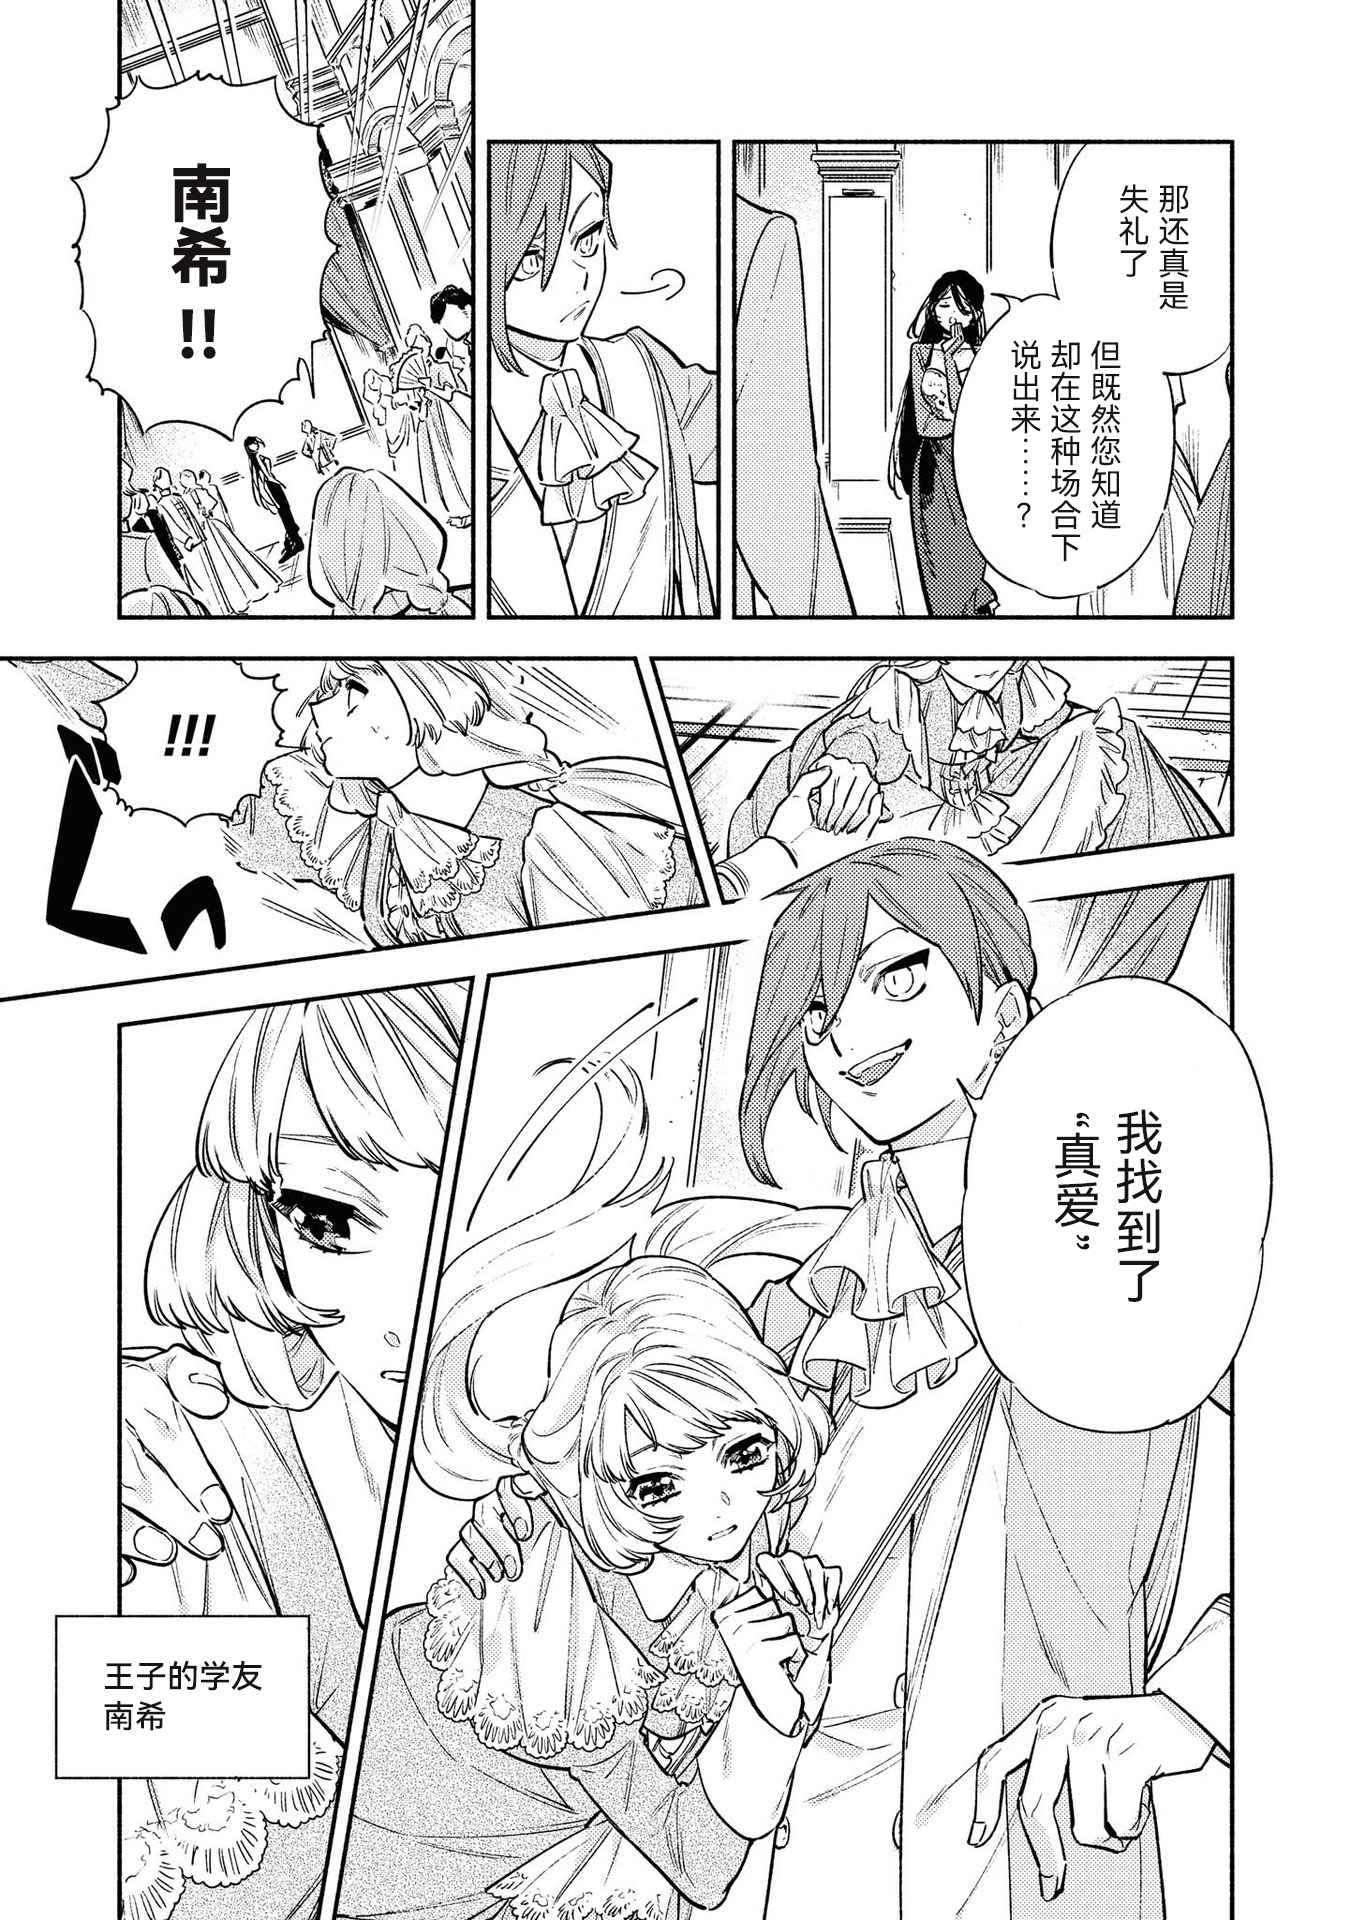 那还真是
失礼了
但既然您知道
却在这种场合下
说出来……？
南希!!
!!!
ぐっ
我找到了
“真爱”
王子的学友
南希